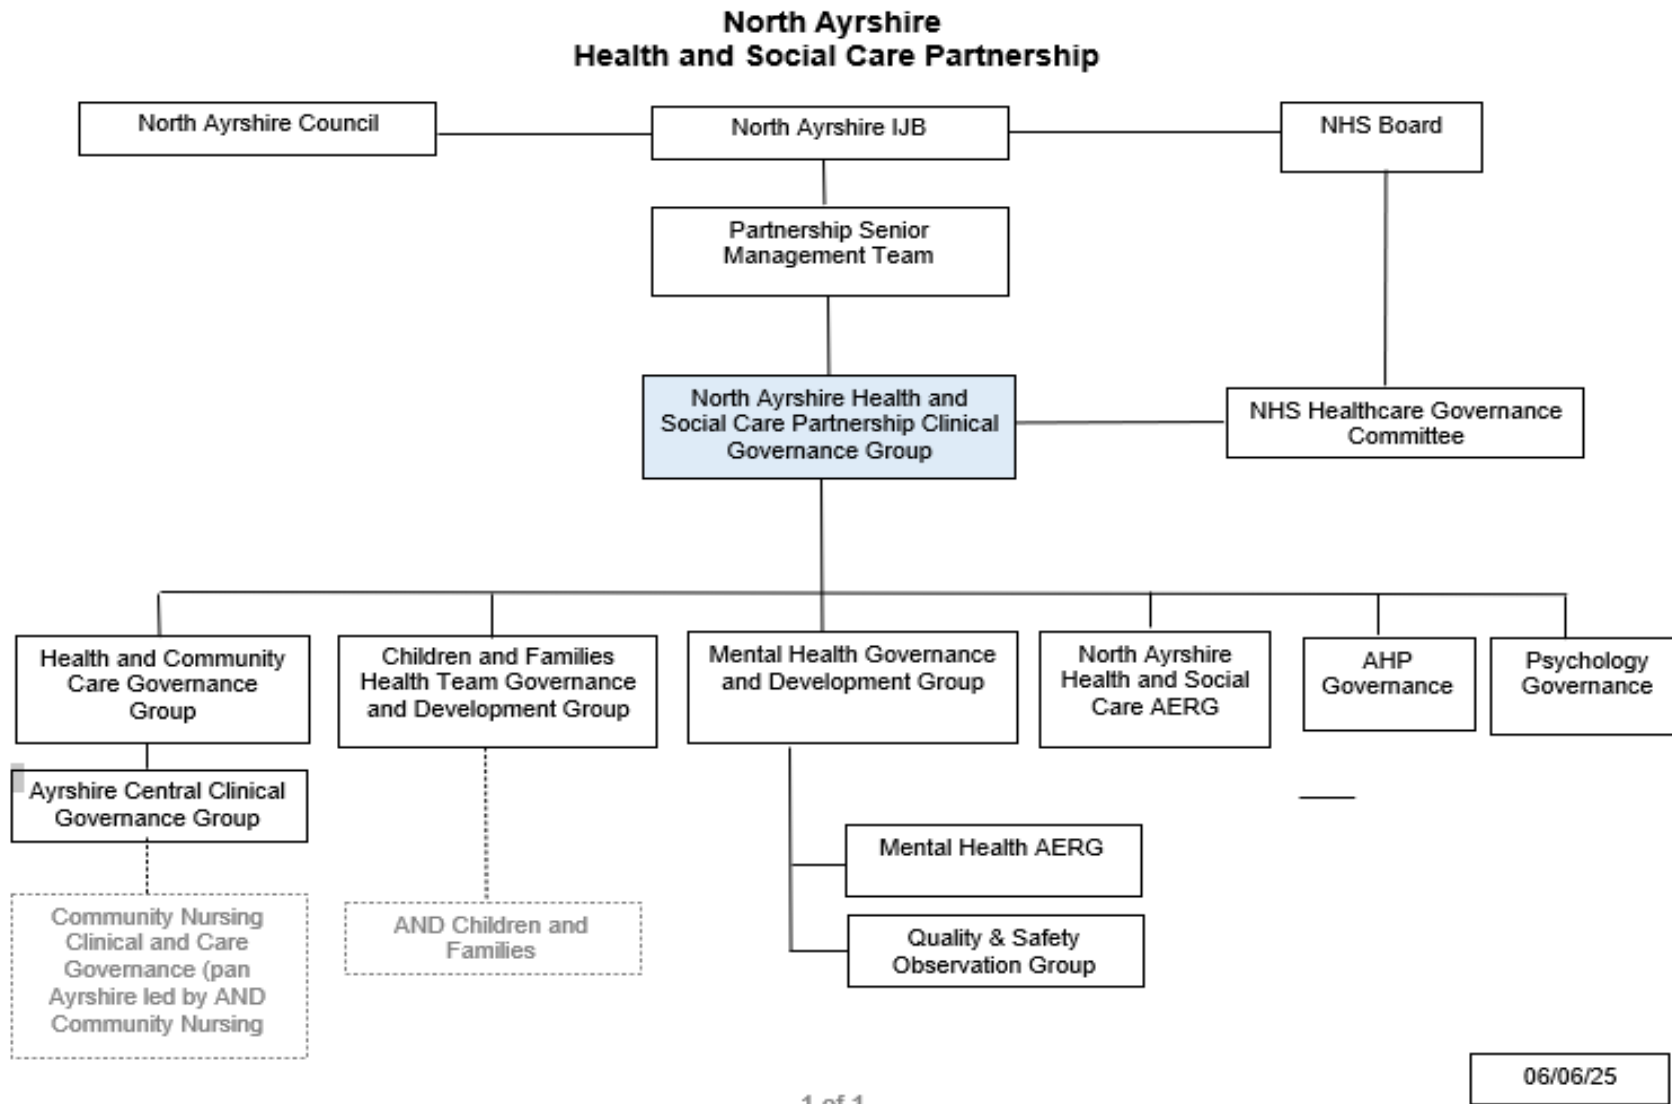 North Ayrshire
Health and Social Care Partnership
North Ayrshire Council
North Ayrshire IJB
NHS Board
Partnership Senior
Management Team
North Ayrshire Health and
Social Care Partnership Clinical
Governance Group
NHS Healthcare Governance
Committee
Health and Community
Care Governance
Group
Children and Families
Health Team Governance
and Development Group
Mental Health Governance
and Development Group
North Ayrshire
Health and Social
Care AERG
AHP
Governance
Psychology
Governance
Ayrshire Central Clinical
Governance Group
Mental Health AERG
Community Nursing
Clinical and Care
Governance (pan
Ayrshire led by AND
Community Nursing
AND Children and
Families
Quality & Safety
Observation Group
06/06/25
1 of 1